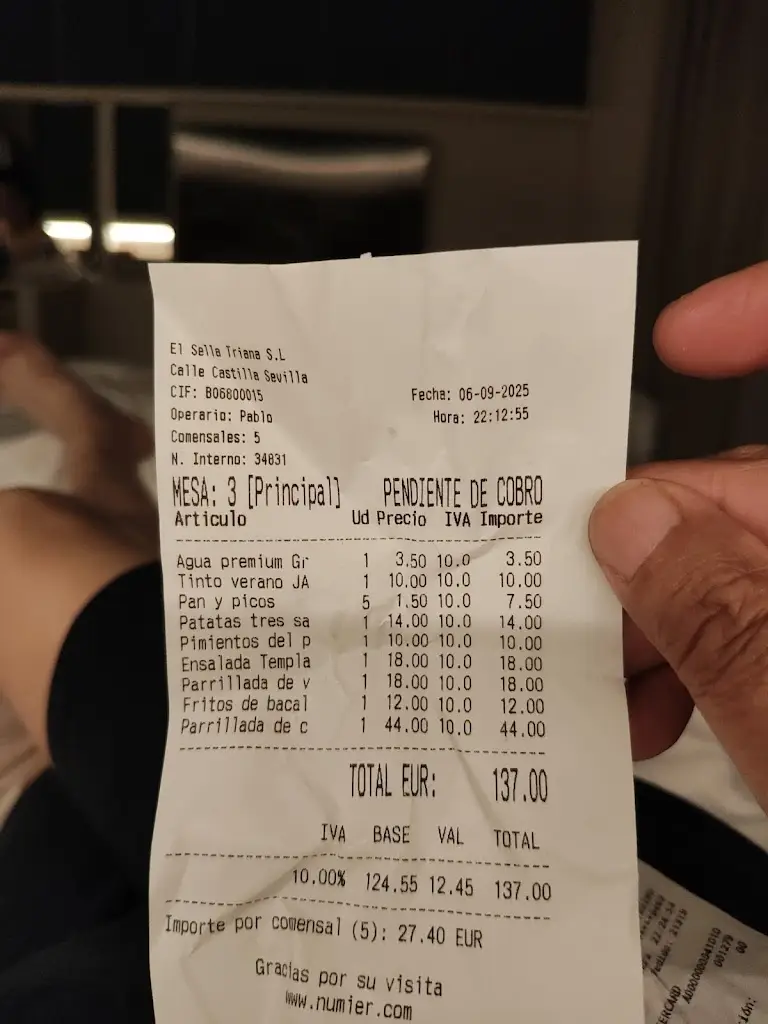 El Sella Triana S.L
Calle Castilla Sevilla
CIF: B06800015 Fecha: 06-09-2025
Operario: Pablo Hora: 22:12:55
Comensales: 5
N. Interno: 34831
MESA: 3 [Principal] PENDIENTE DE COBRO
Articulo Ud Precio IVA Importe
Agua premium Gr 1 3.50 10.0 3.50
Tinto verano JA 1 10.00 10.0 10.00
Pan y picos 5 1.50 10.0 7.50
Patatas tres sa 1 14.00 10.0 14.00
Pimientos del p 1 10.00 10.0 10.00
Ensalada Templa 1 18.00 10.0 18.00
Parrillada de v 1 18.00 10.0 18.00
Fritos de bacal 1 12.00 10.0 12.00
Parrillada de c 1 44.00 10.0 44.00
TOTAL EUR: 137.00
IVA BASE VAL TOTAL
10.00% 124.55 12.45 137.00
Importe por comensal (5): 27.40 EUR
Gracias por su visita
www.numier.com
A0000000041010
001279
00